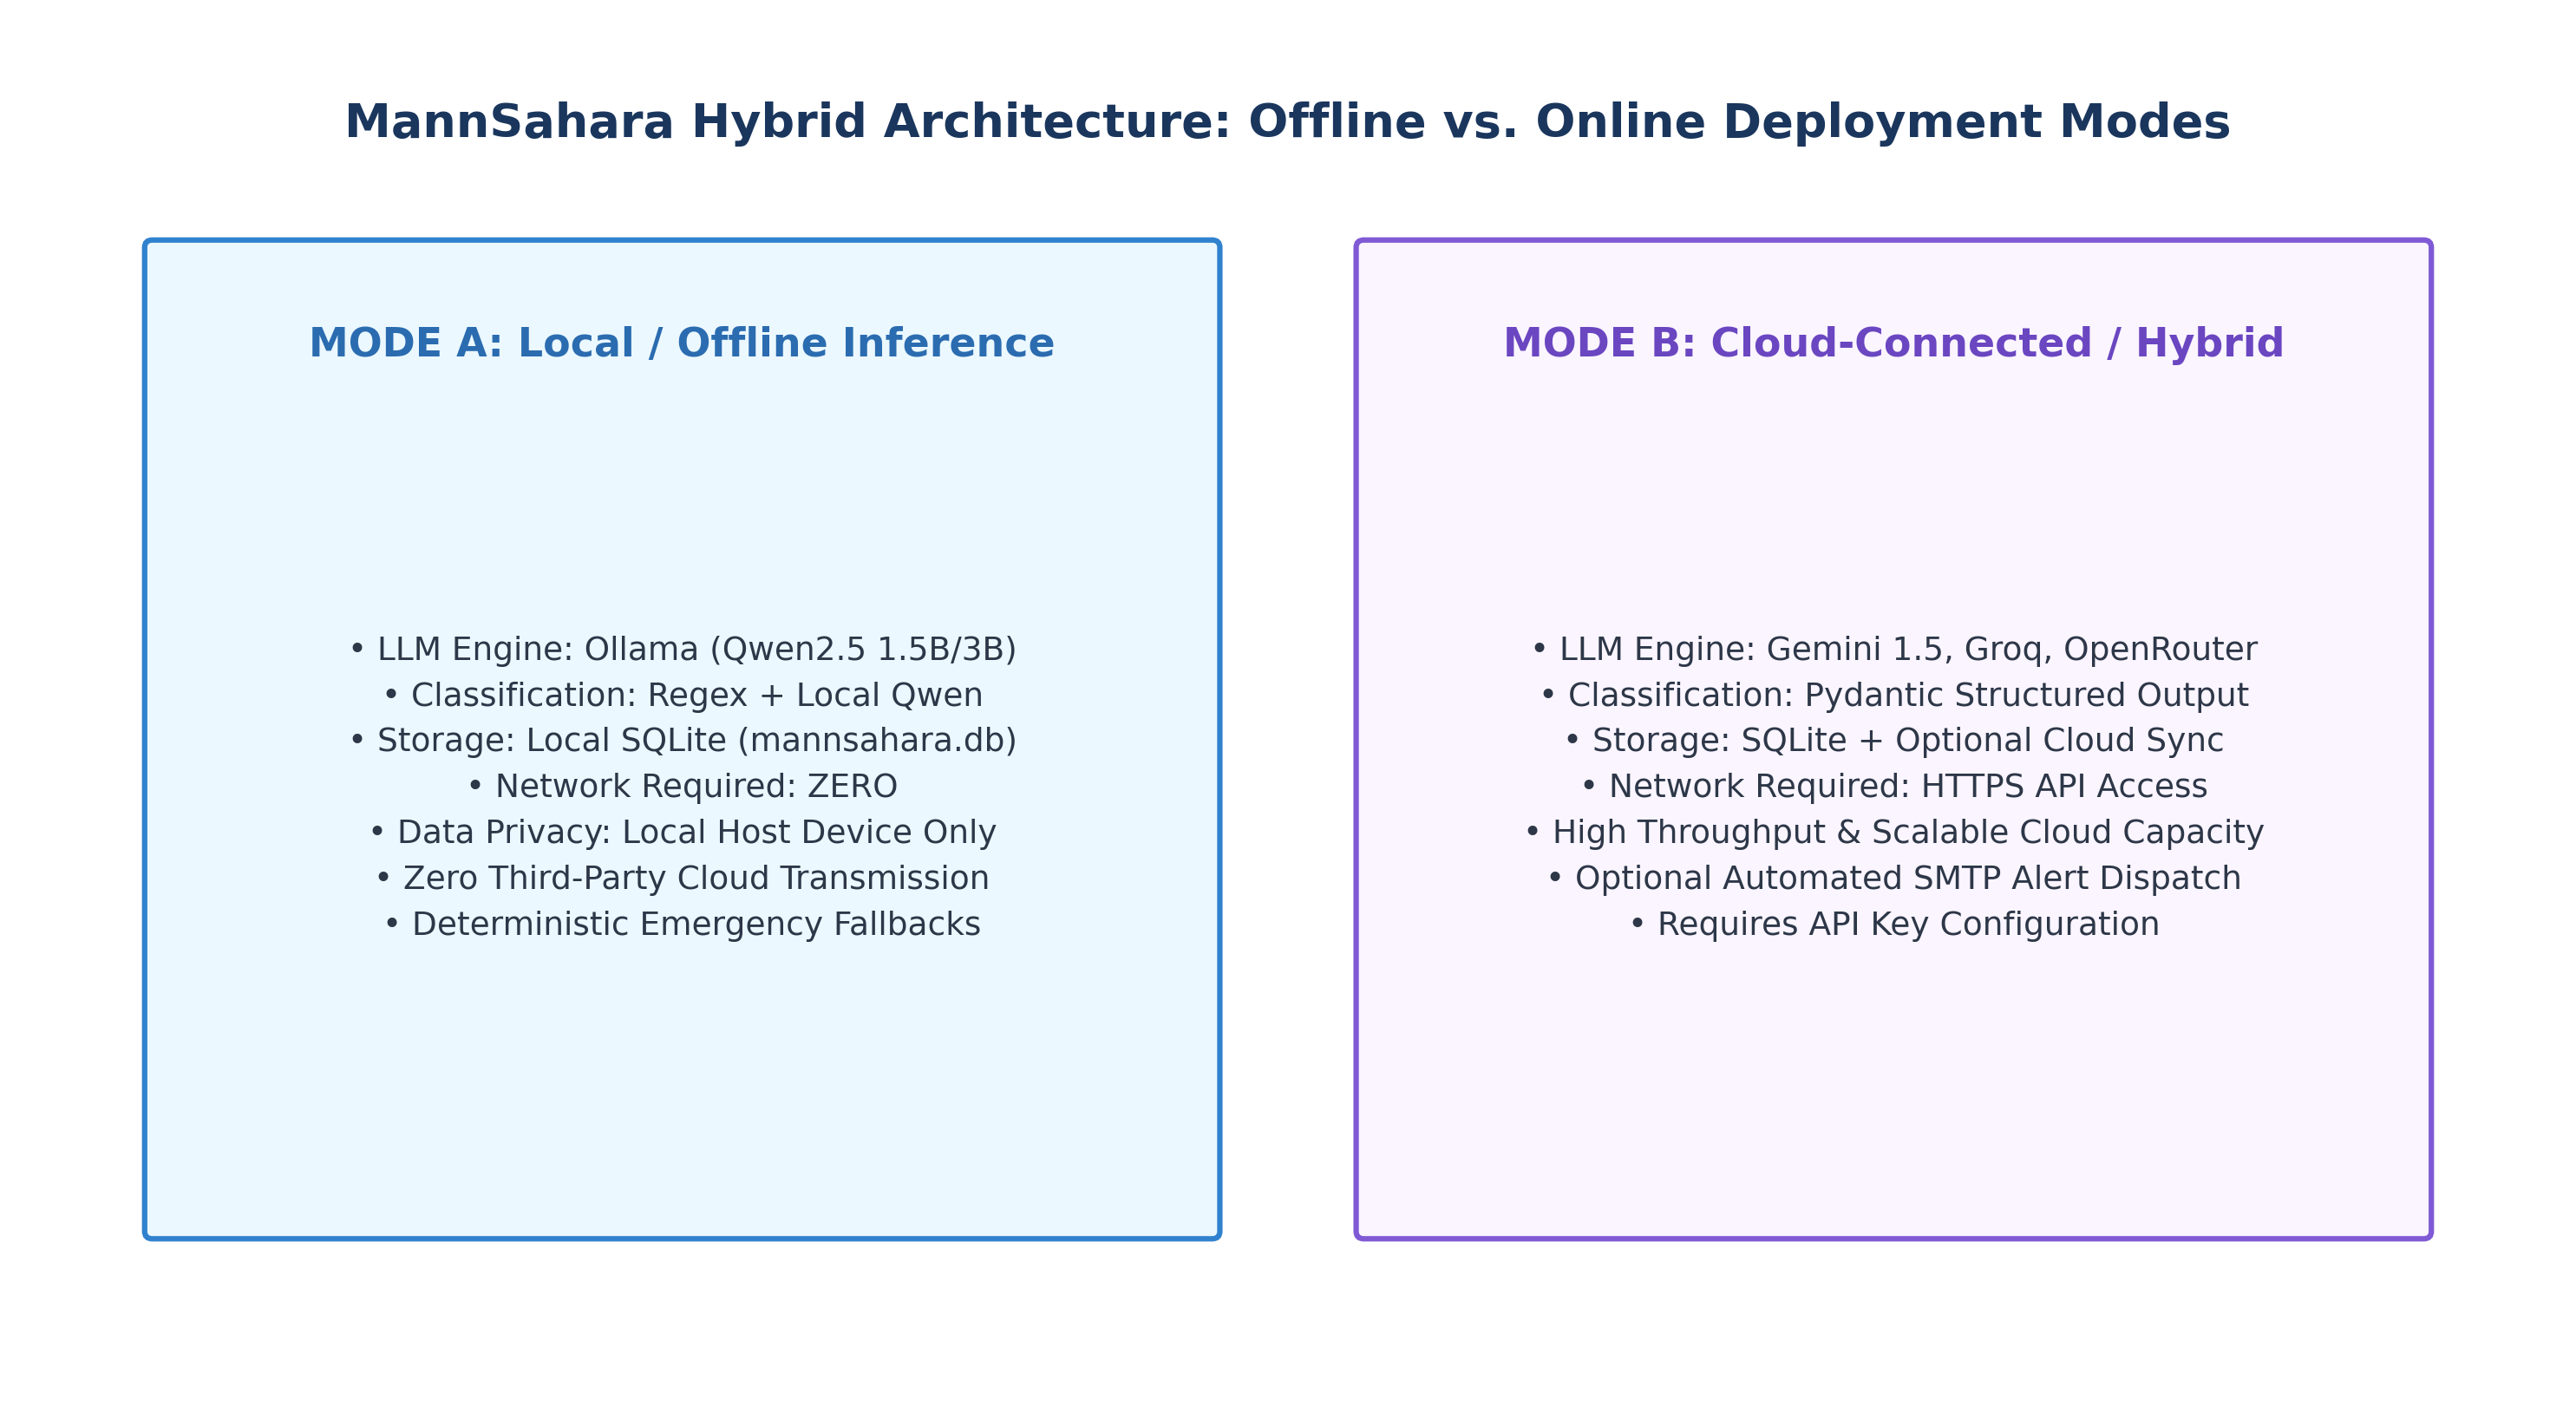 MannSahara Hybrid Architecture: Offline vs. Online Deployment Modes
MODE A: Local / Offline Inference
• LLM Engine: Ollama (Qwen2.5 1.5B/3B)
• Classification: Regex + Local Qwen
• Storage: Local SQLite (mannsahara.db)
• Network Required: ZERO
• Data Privacy: Local Host Device Only
• Zero Third-Party Cloud Transmission
• Deterministic Emergency Fallbacks
MODE B: Cloud-Connected / Hybrid
• LLM Engine: Gemini 1.5, Groq, OpenRouter
• Classification: Pydantic Structured Output
• Storage: SQLite + Optional Cloud Sync
• Network Required: HTTPS API Access
• High Throughput & Scalable Cloud Capacity
• Optional Automated SMTP Alert Dispatch
• Requires API Key Configuration